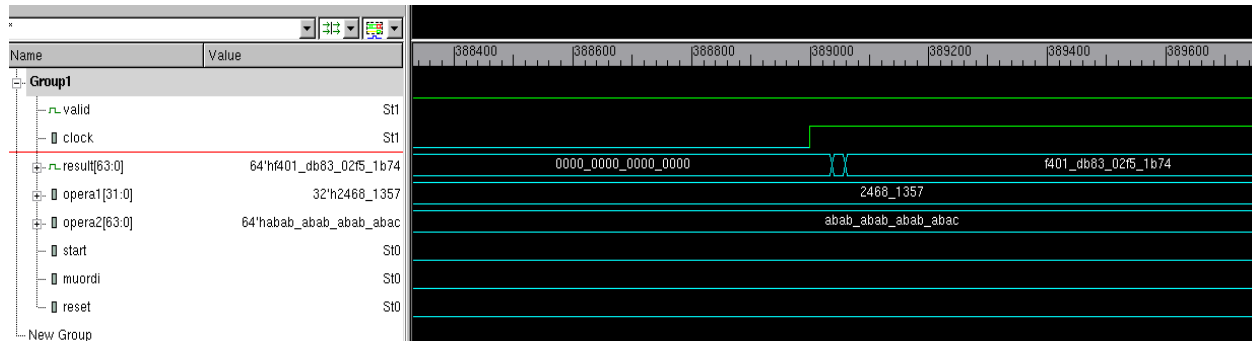 *
Name Value 388400 388600 388800 389000 389200 389400 389600
Group1
valid St1
clock St1
result[63:0] 64'hf401_db83_02f5_1b74 0000_0000_0000_0000 f401_db83_02f5_1b74
opera1[31:0] 32'h2468_1357 2468_1357
opera2[63:0] 64'habab_abab_abab_abac abab_abab_abab_abac
start St0
muordi St0
reset St0
New Group